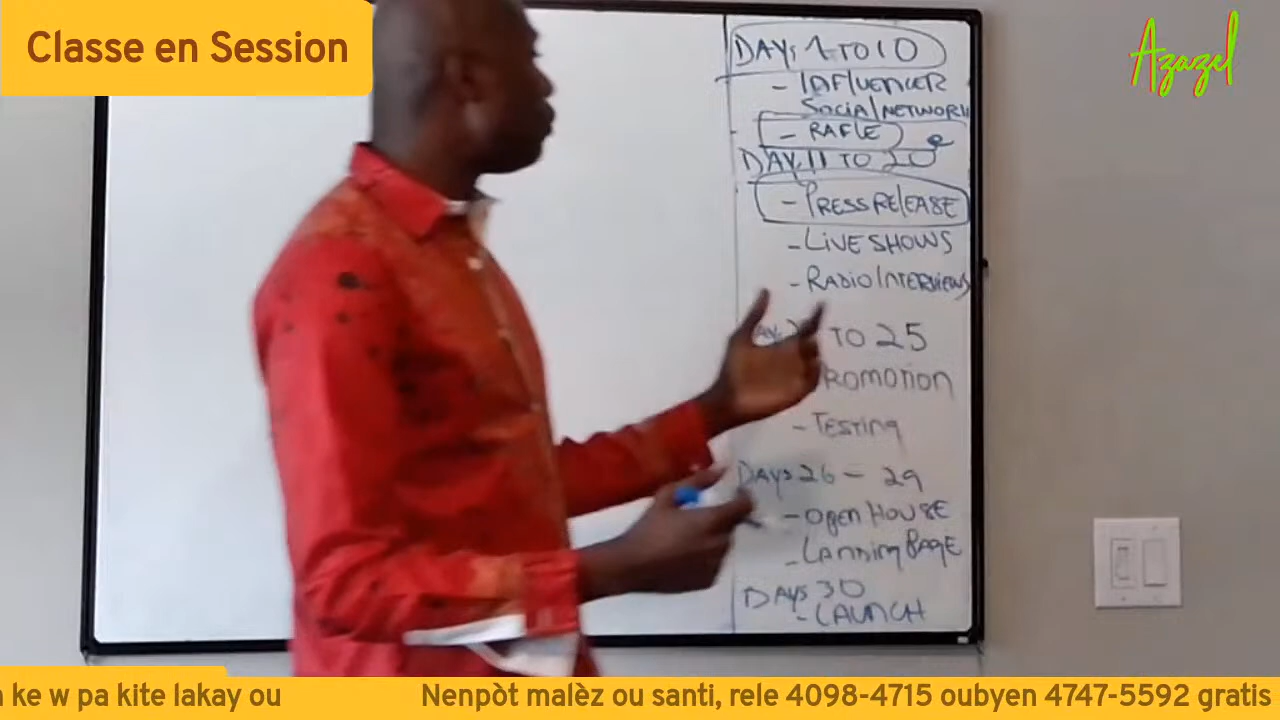 Classe en Session
Azazel
DAYS 1 TO 10
- INFLUENCER
SOCIAL NETWORK
- RAFLE
DAY 11 TO 20
- PRESS RELEASE
- LIVE SHOWS
- RADIO INTERVIEWS
TO 25
ROMOTION
- TESTING
DAYS 26 - 29
- OPEN HOUSE
- LANDING PAGE
DAYS 30
- LAUNCH
ke w pa kite lakay ou
Nenpòt malèz ou santi, rele 4098-4715 oubyen 4747-5592 gratis